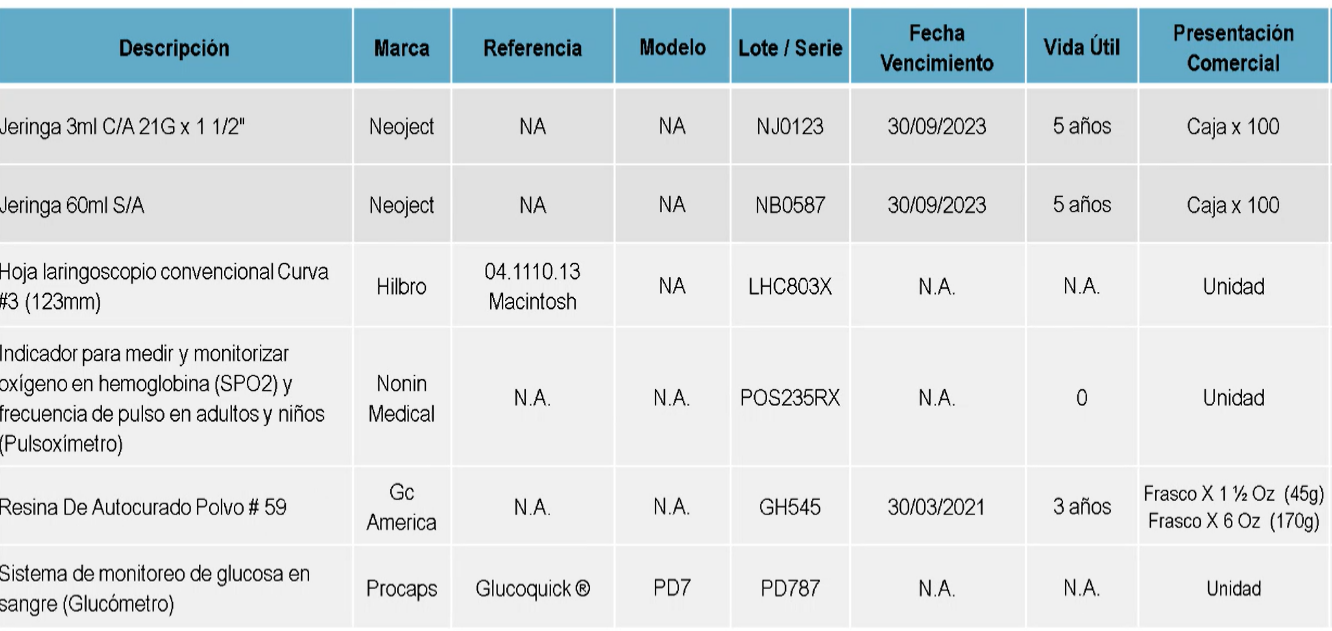 Descripción Marca Referencia Modelo Lote / Serie Fecha Vencimiento Vida Útil Presentación Comercial
Jeringa 3ml C/A 21G x 1 1/2" Neoject NA NA NJ0123 30/09/2023 5 años Caja x 100
Jeringa 60ml S/A Neoject NA NA NB0587 30/09/2023 5 años Caja x 100
Hoja laringoscopio convencional Curva #3 (123mm) Hilbro 04.1110.13 Macintosh NA LHC803X N.A. N.A. Unidad
Indicador para medir y monitorizar oxígeno en hemoglobina (SPO2) y frecuencia de pulso en adultos y niños (Pulsoxímetro) Nonin Medical N.A. N.A. POS235RX N.A. 0 Unidad
Resina De Autocurado Polvo # 59 Gc America N.A. N.A. GH545 30/03/2021 3 años Frasco X 1 ½ Oz (45g) Frasco X 6 Oz (170g)
Sistema de monitoreo de glucosa en sangre (Glucómetro) Procaps Glucoquick ® PD7 PD787 N.A. N.A. Unidad